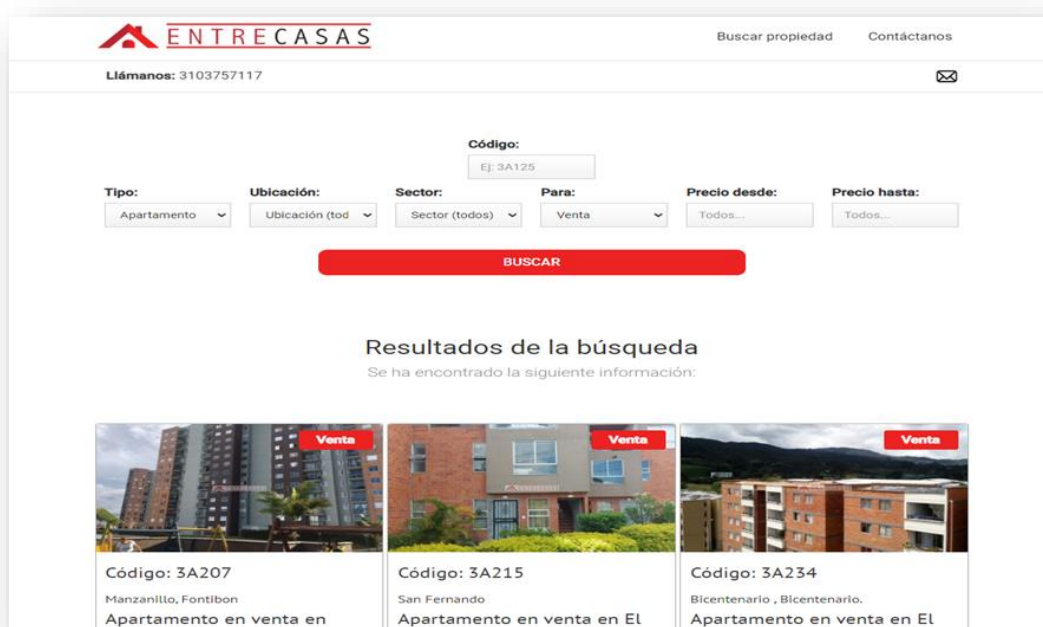 ENTRECASAS
Buscar propiedad Contáctanos
Llámanos: 3103757117
Código:
Ej: 3A125
Tipo: Ubicación: Sector: Para: Precio desde: Precio hasta:
Apartamento Ubicación (tod Sector (todos) Venta Todos... Todos...
BUSCAR
Resultados de la búsqueda
Se ha encontrado la siguiente información:
Venta Venta Venta
Código: 3A207 Código: 3A215 Código: 3A234
Manzanillo, Fontibon San Fernando Bicentenario , Bicentenario.
Apartamento en venta en Apartamento en venta en El Apartamento en venta en El